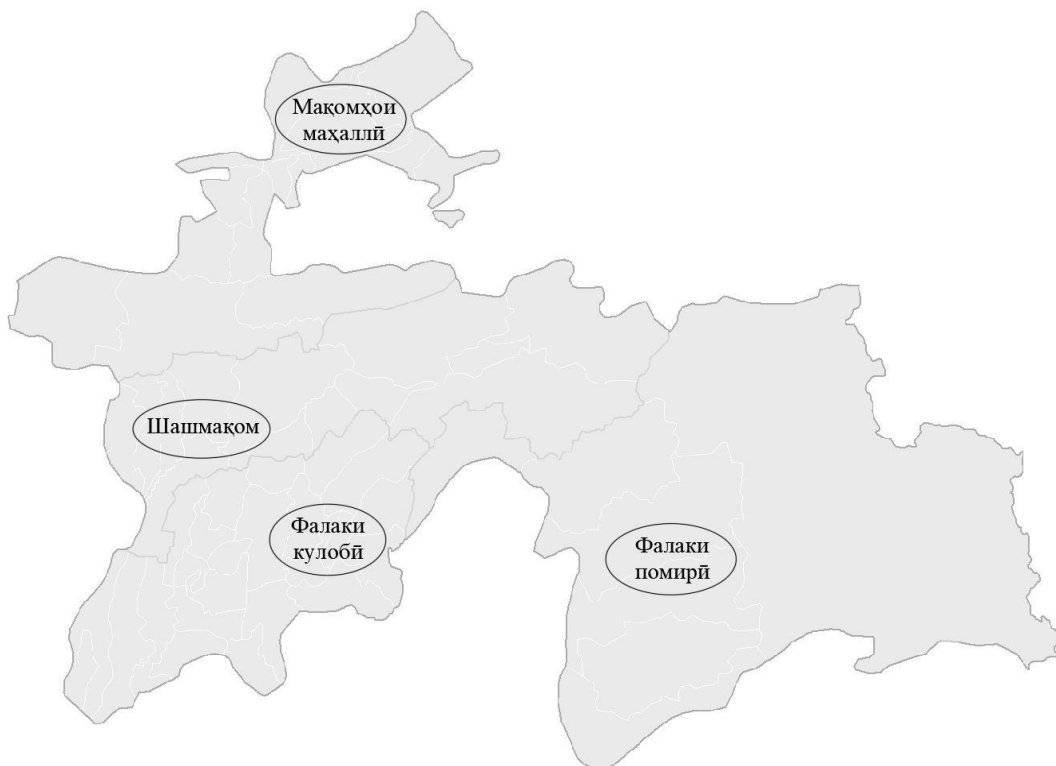 Мақомҳои
маҳаллӣ
Шашмақом
Фалаки
кулобӣ
Фалаки
помирӣ